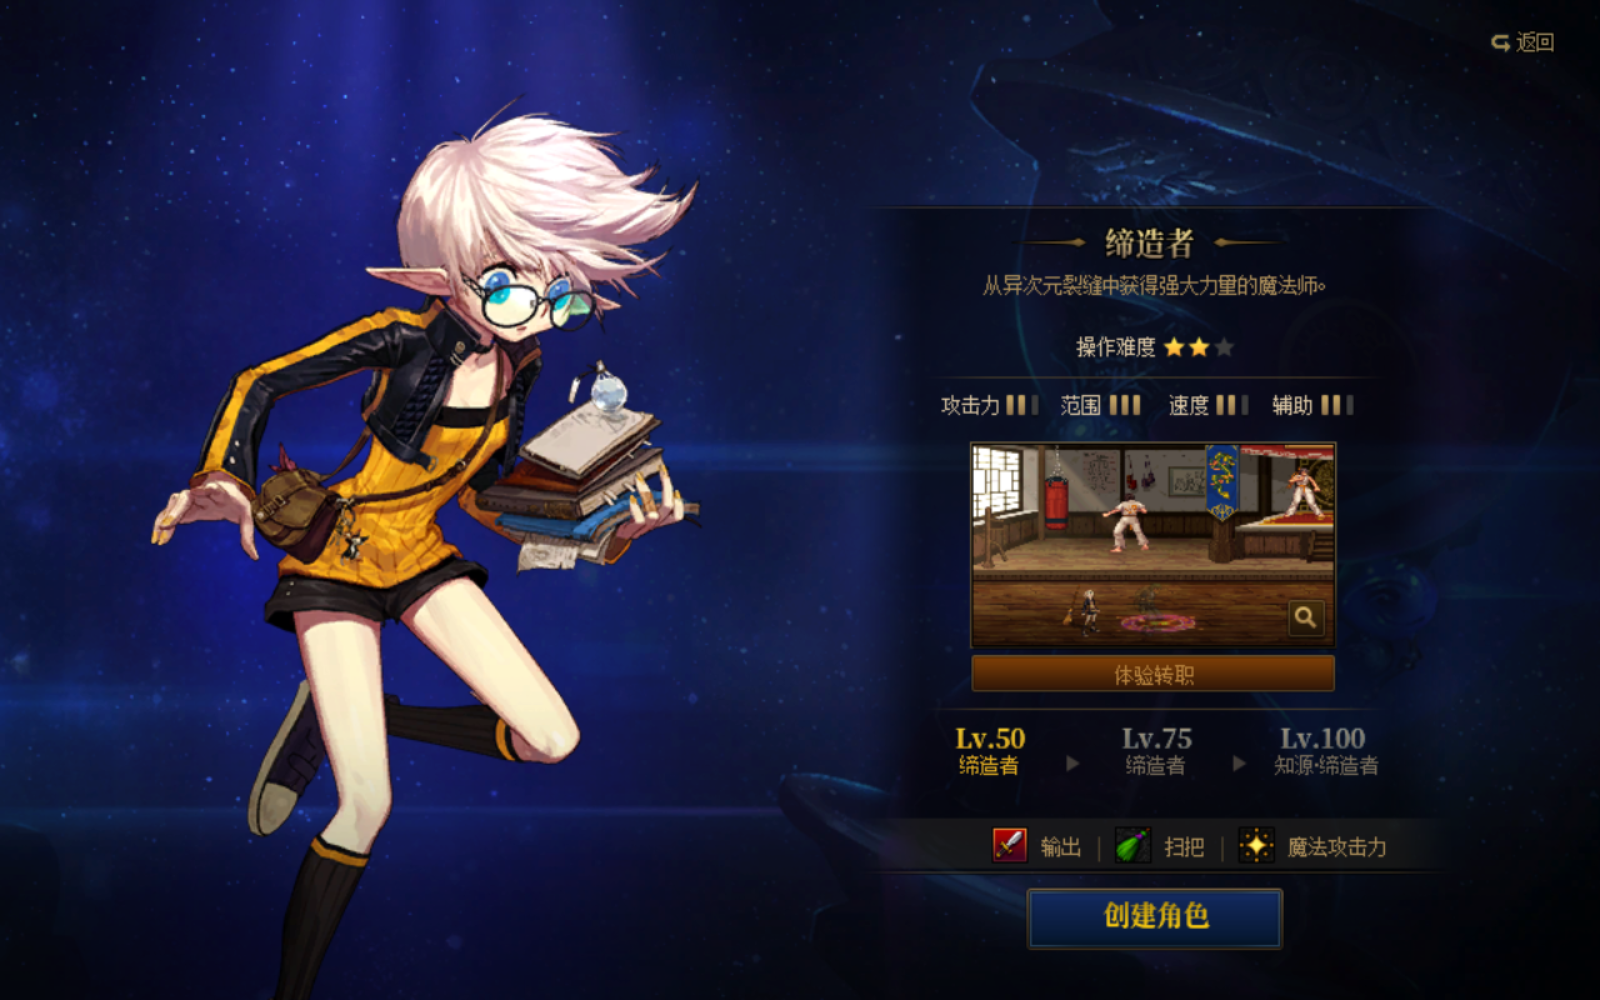 返回
缔造者
从异次元裂缝中获得强大力量的魔法师。
操作难度
攻击力 范围 速度 辅助
体验转职
Lv.50 Lv.75 Lv.100
缔造者 缔造者 知源·缔造者
输出 | 扫把 | 魔法攻击力
创建角色